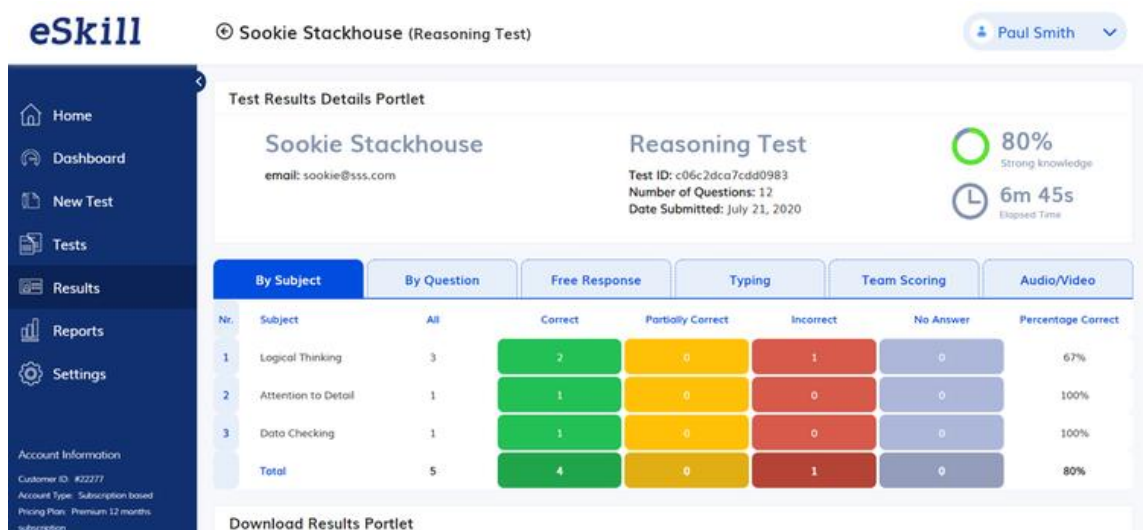 eSkill
Sookie Stackhouse (Reasoning Test)
Paul Smith
Home
Dashboard
New Test
Tests
Results
Reports
Settings
Account Information
Customer ID: #22277
Account Type: Subscription based
Pricing Plan: Premium 12 months
subscription
Test Results Details Portlet
Sookie Stackhouse
email: sookie@sss.com
Reasoning Test
Test ID: c06c2dca7cdd0983
Number of Questions: 12
Date Submitted: July 21, 2020
80%
Strong knowledge
6m 45s
Elapsed Time
By Subject By Question Free Response Typing Team Scoring Audio/Video
Nr. Subject All Correct Partially Correct Incorrect No Answer Percentage Correct
1 Logical Thinking 3 2 0 1 0 67%
2 Attention to Detail 1 1 0 0 0 100%
3 Data Checking 1 1 0 0 0 100%
Total 5 4 0 1 0 80%
Download Results Portlet